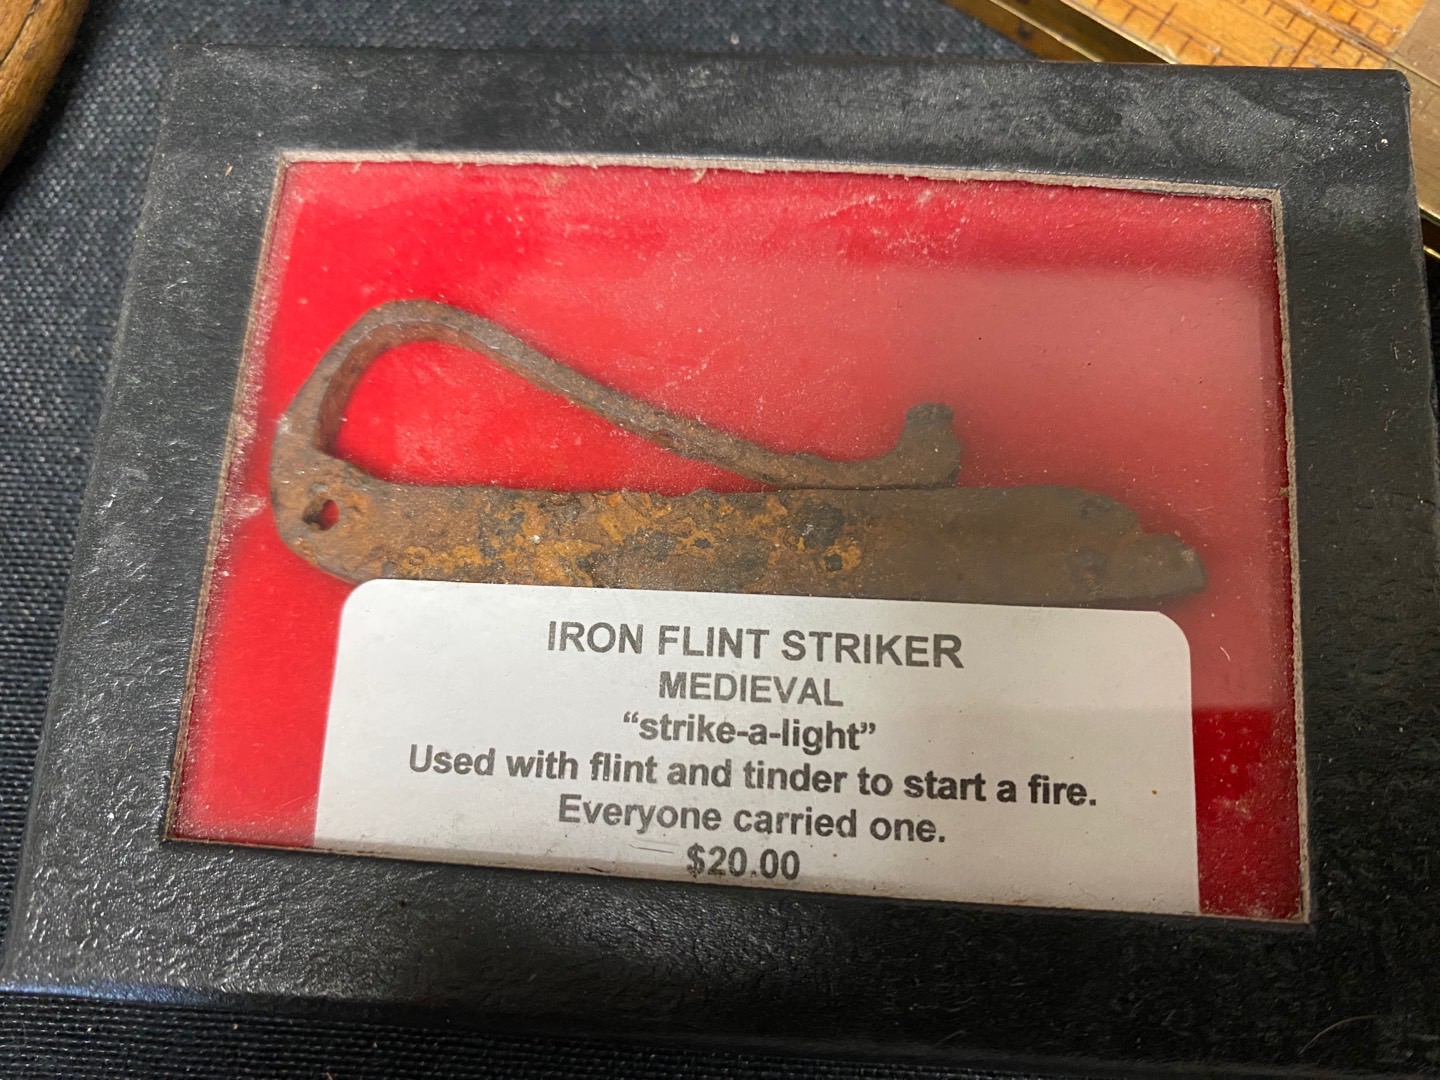 IRON FLINT STRIKER
MEDIEVAL
“strike-a-light”
Used with flint and tinder to start a fire.
Everyone carried one.
$20.00